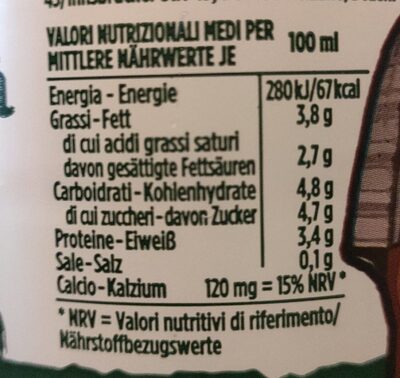 VALORI NUTRIZIONALI MEDI PER 100 ml
MITTLERE NÄHRWERTE JE
Energia - Energie 280 kJ/67 kcal
Grassi - Fett 3,8 g
di cui acidi grassi saturi
davon gesättigte Fettsäuren 2,7 g
Carboidrati - Kohlenhydrate 4,8 g
di cui zuccheri - davon Zucker 4,7 g
Proteine - Eiweiß 3,4 g
Sale - Salz 0,1 g
Calcio - Kalzium 120 mg = 15% NRV*
* NRV = Valori nutritivi di riferimento/
Nährstoffbezugswerte